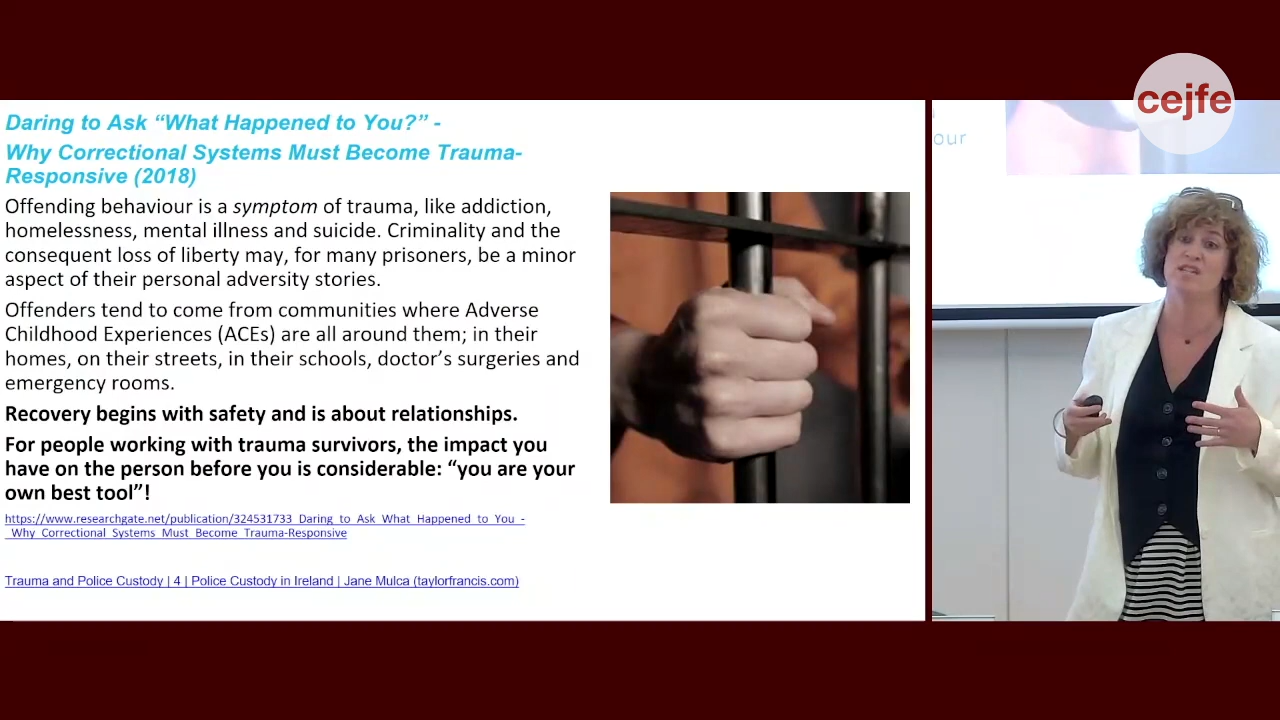 cejfe
Daring to Ask “What Happened to You?” -
Why Correctional Systems Must Become Trauma-
Responsive (2018)
Offending behaviour is a symptom of trauma, like addiction,
homelessness, mental illness and suicide. Criminality and the
consequent loss of liberty may, for many prisoners, be a minor
aspect of their personal adversity stories.
Offenders tend to come from communities where Adverse
Childhood Experiences (ACEs) are all around them; in their
homes, on their streets, in their schools, doctor’s surgeries and
emergency rooms.
Recovery begins with safety and is about relationships.
For people working with trauma survivors, the impact you
have on the person before you is considerable: “you are your
own best tool”!
https://www.researchgate.net/publication/324531733_Daring_to_Ask_What_Happened_to_You_-
_Why_Correctional_Systems_Must_Become_Trauma-Responsive
Trauma and Police Custody | 4 | Police Custody in Ireland | Jane Mulca (taylorfrancis.com)
our